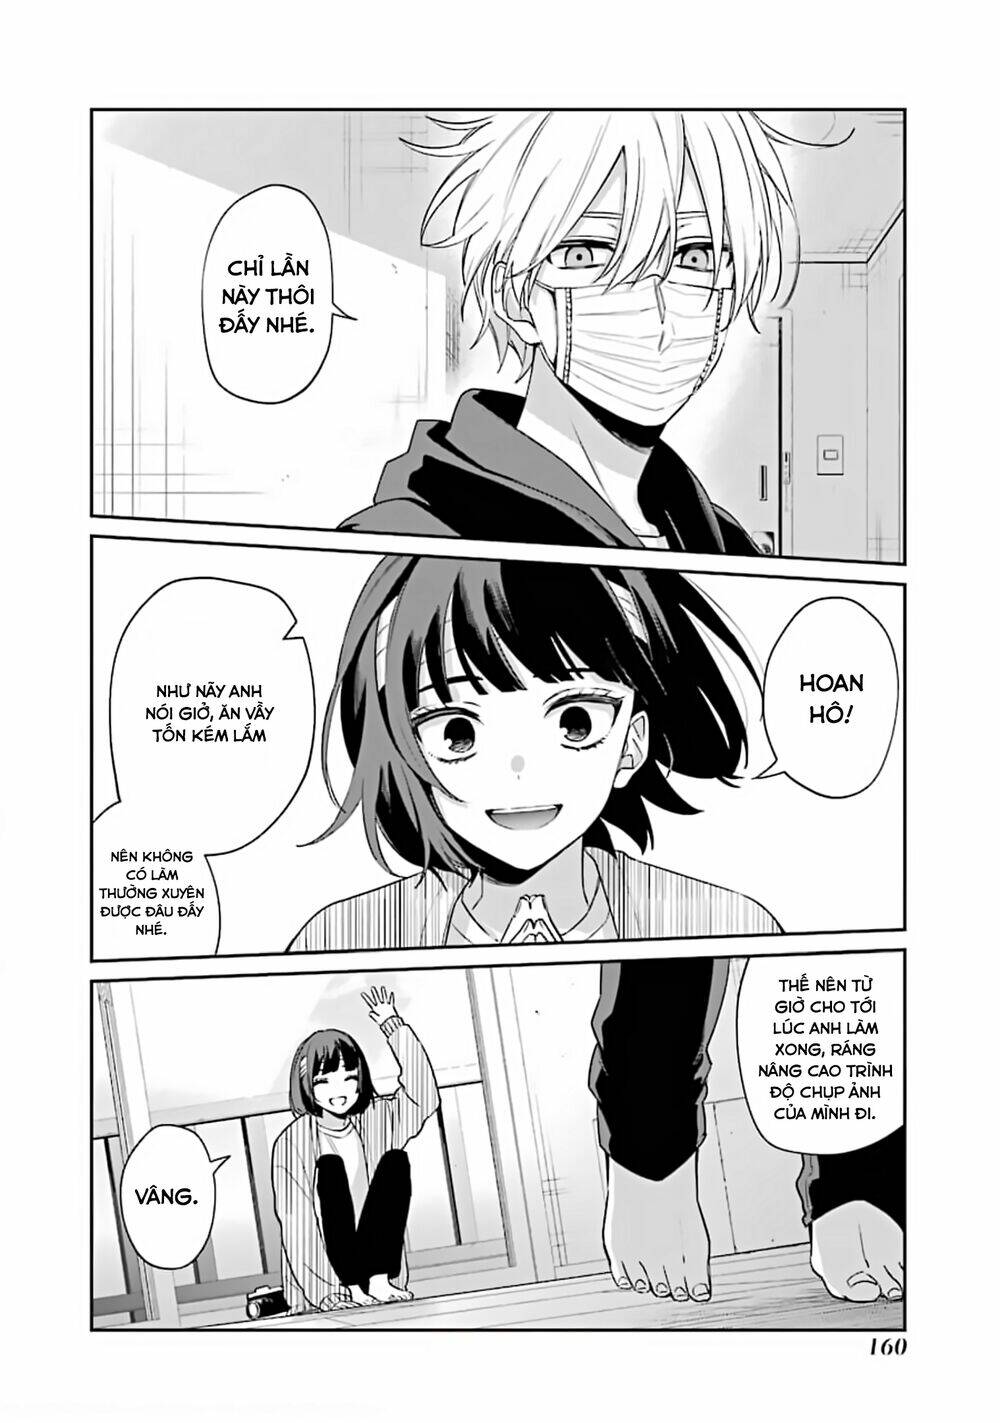 CHỈ LẦN
NÀY THÔI
ĐẤY NHÉ.
HOAN
HÔ!
NHƯ NÃY ANH
NÓI GIỜ, ĂN VẦY
TỐN KÉM LẮM
NÊN KHÔNG
CÓ LÀM
THƯỜNG XUYÊN
ĐƯỢC ĐÂU ĐẤY
NHÉ.
THẾ NÊN TỪ
GIỜ CHO TỚI
LÚC ANH LÀM
XONG, RÁNG
NÂNG CAO TRÌNH
ĐỘ CHỤP ẢNH
CỦA MÌNH ĐI.
VÂNG.
160